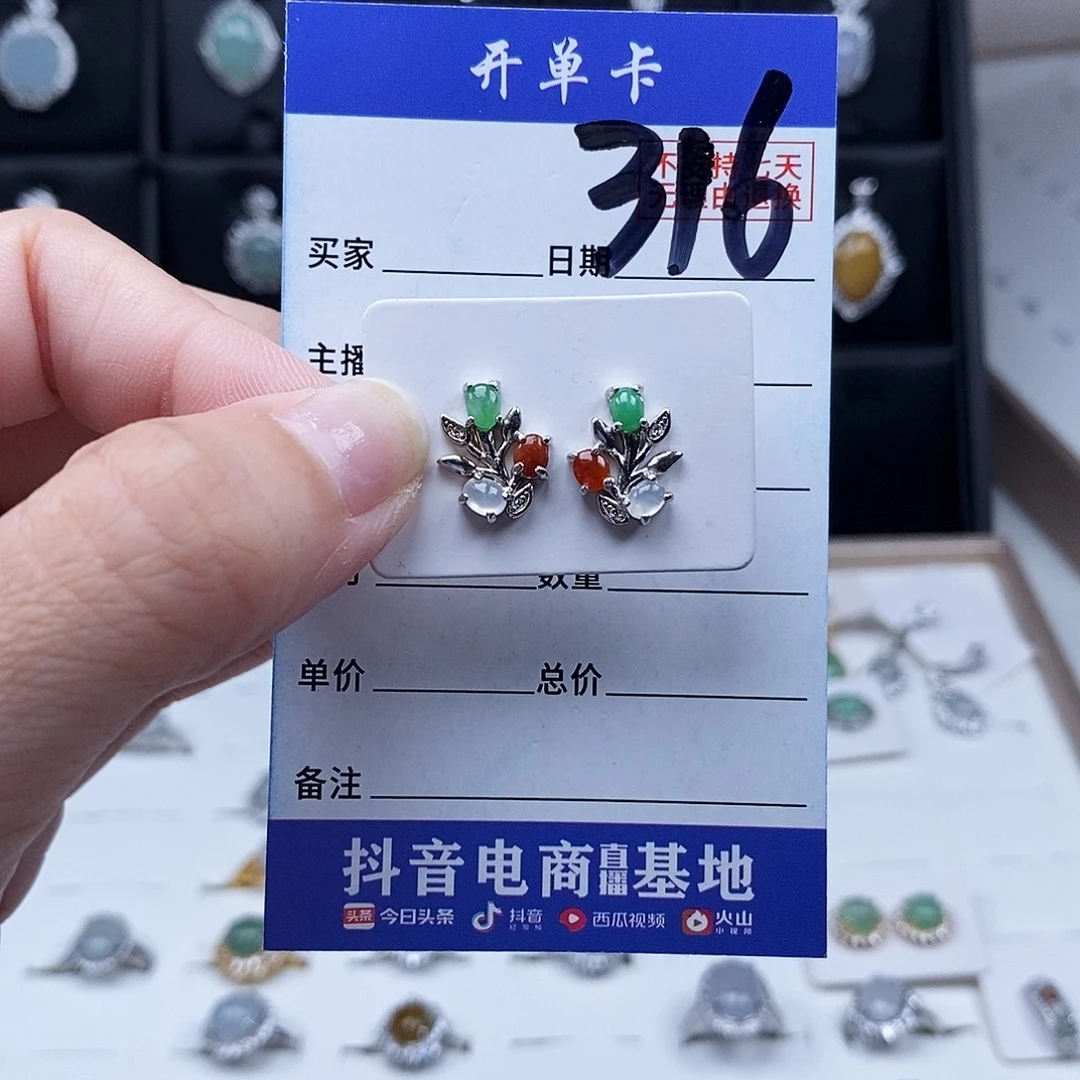 开单卡
316
不支持七天
无理由退换
买家 日期
主播
数量
单价 总价
备注
抖音电商直播基地
头条 今日头条 抖音 西瓜视频 火山